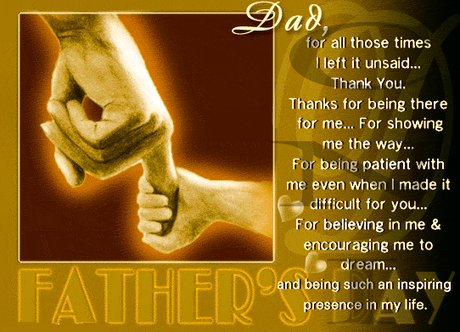 Dad,
for all those times
I left it unsaid...
Thank You.
Thanks for being there
for me... For showing
me the way...
For being patient with
me even when I made it
difficult for you...
For believing in me &
encouraging me to
dream...
and being such an inspiring
presence in my life.
FATHER'S DAY